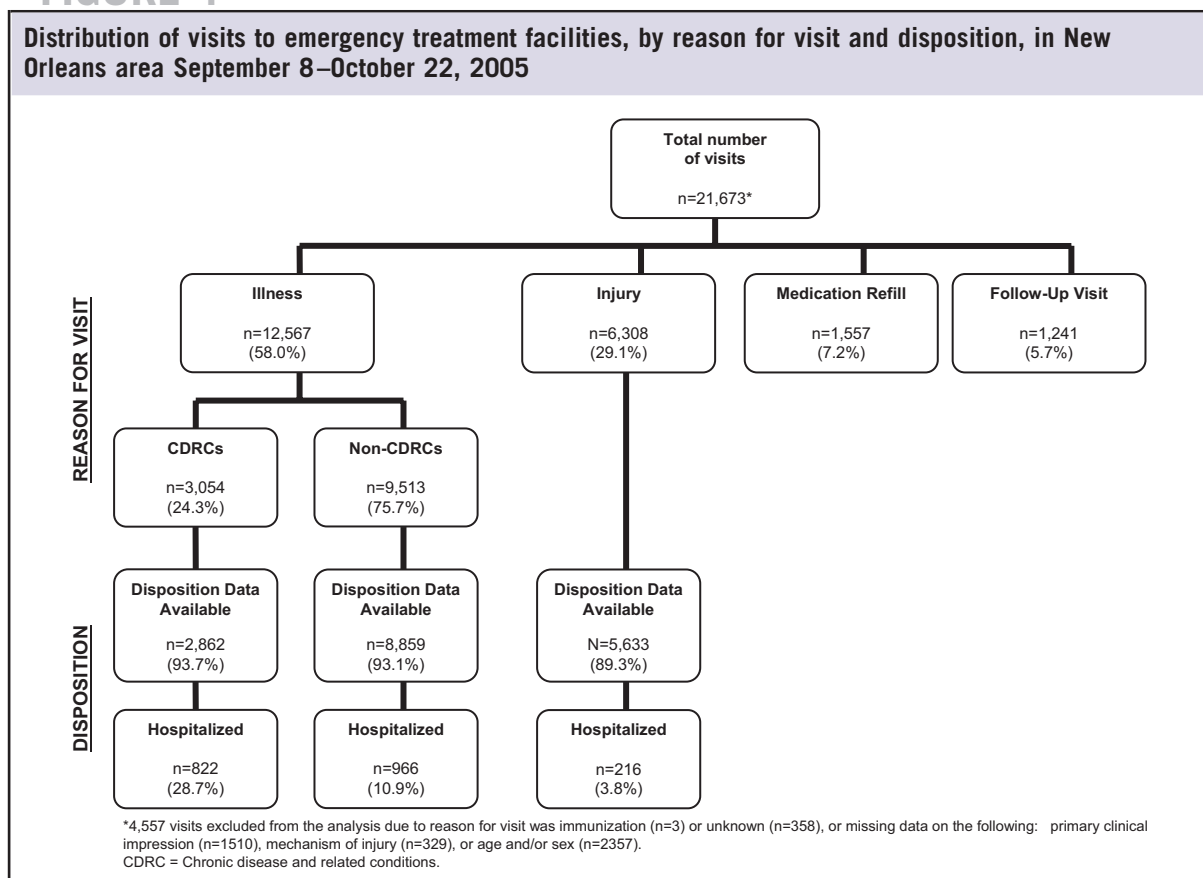 Distribution of visits to emergency treatment facilities, by reason for visit and disposition, in New
Orleans area September 8–October 22, 2005
Total number
of visits
n=21,673*
REASON FOR VISIT
Illness
n=12,567
(58.0%)
Injury
n=6,308
(29.1%)
Medication Refill
n=1,557
(7.2%)
Follow-Up Visit
n=1,241
(5.7%)
CDRCs
n=3,054
(24.3%)
Non-CDRCs
n=9,513
(75.7%)
DISPOSITION
Disposition Data
Available
n=2,862
(93.7%)
Disposition Data
Available
n=8,859
(93.1%)
Disposition Data
Available
N=5,633
(89.3%)
Hospitalized
n=822
(28.7%)
Hospitalized
n=966
(10.9%)
Hospitalized
n=216
(3.8%)
*4,557 visits excluded from the analysis due to reason for visit was immunization (n=3) or unknown (n=358), or missing data on the following: primary clinical
impression (n=1510), mechanism of injury (n=329), or age and/or sex (n=2357).
CDRC = Chronic disease and related conditions.